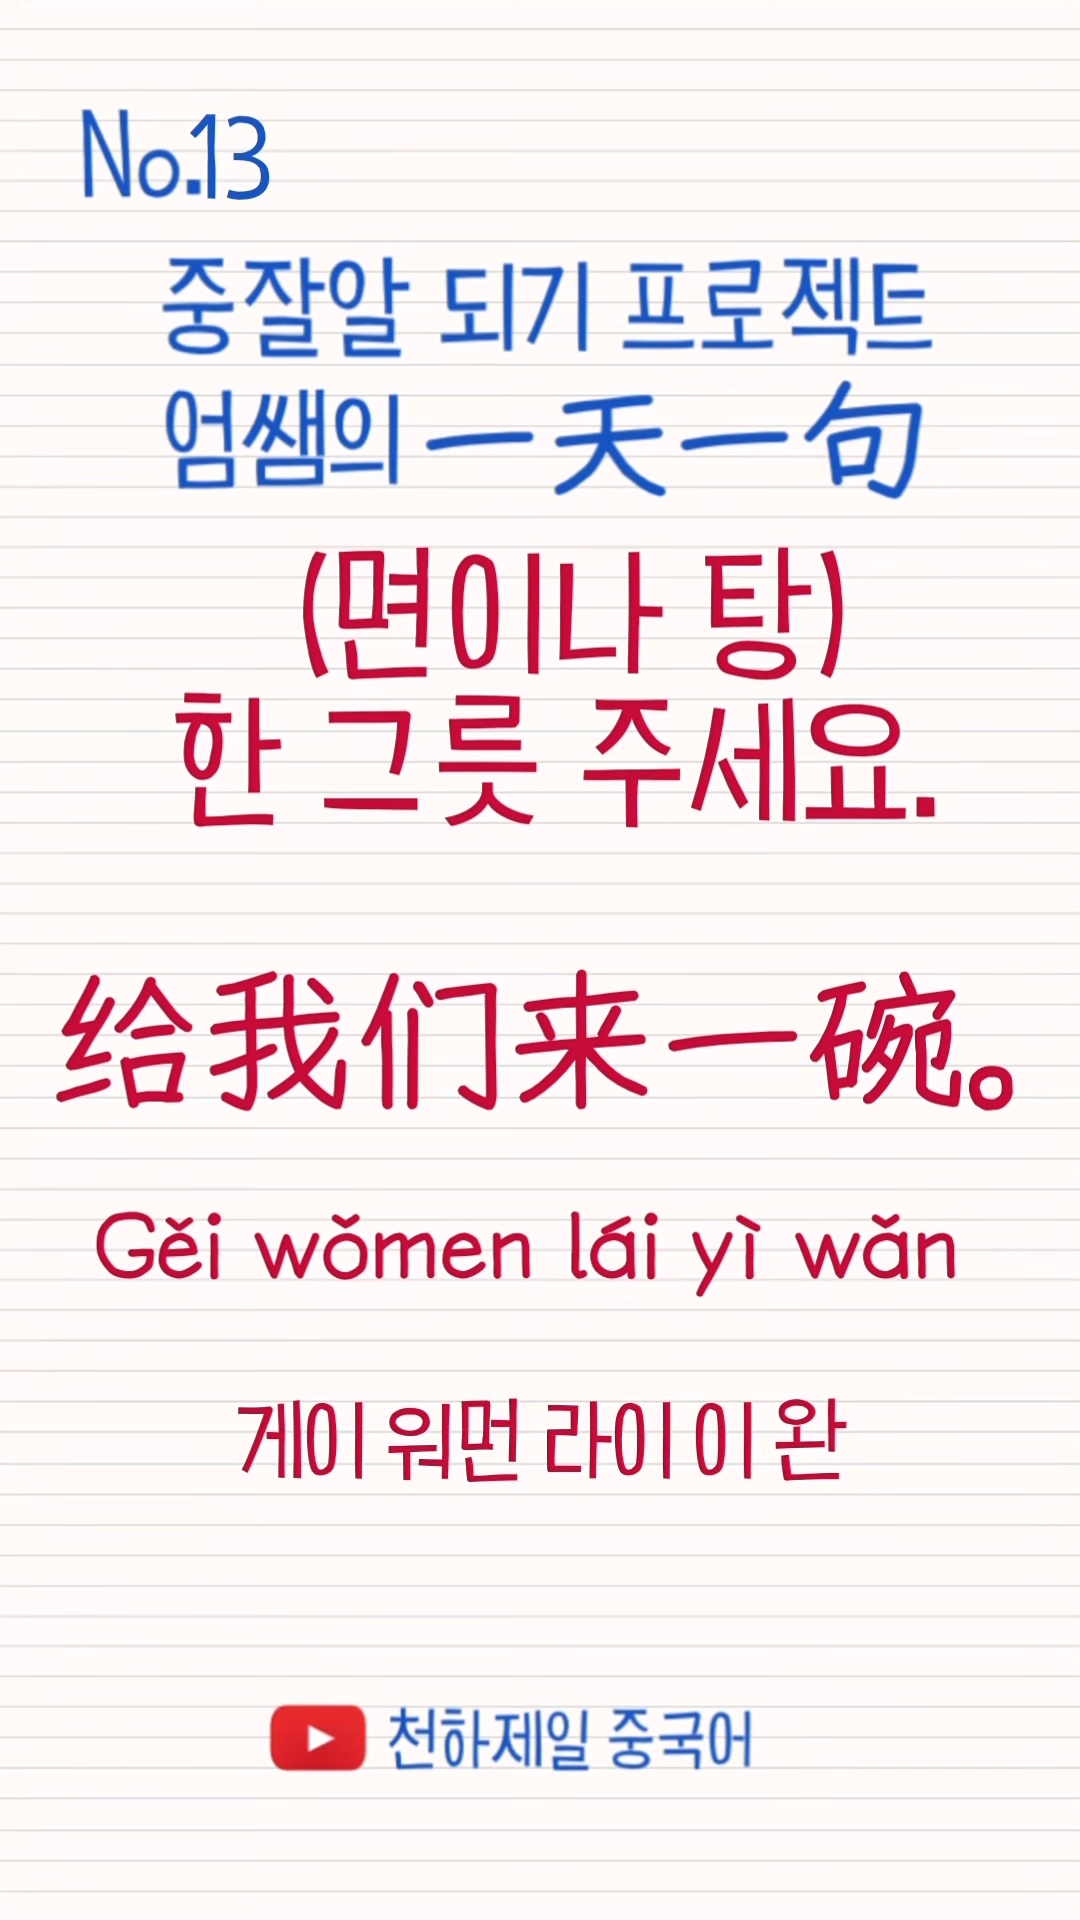 No.13
중잘알 되기 프로젝트
엄쌤의 一天一句
(면이나 탕)
한 그릇 주세요.
给我们来一碗。
Gěi wǒmen lái yì wǎn
게이 워먼 라이 이 완
천하제일 중국어